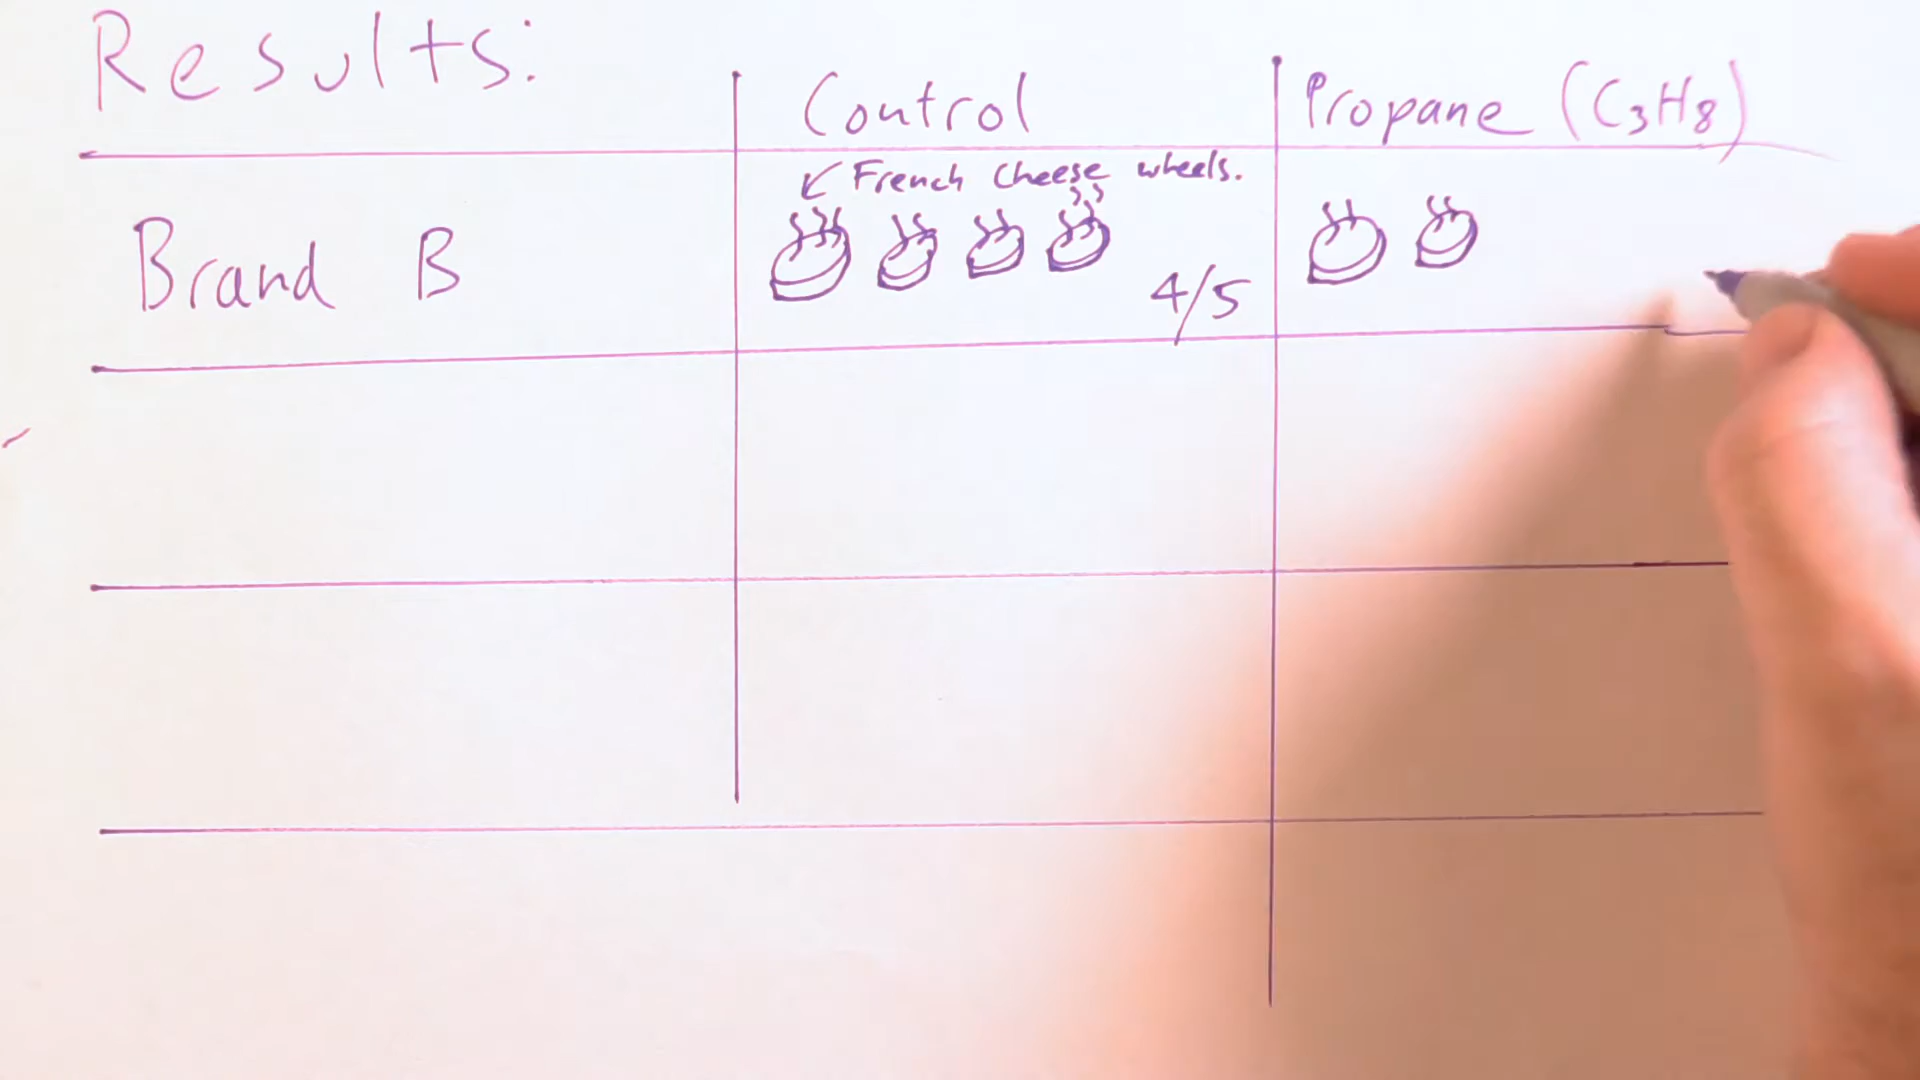 Results:
Control
Propane (C₃H₈)
French Cheese wheels.
Brand B
4/5